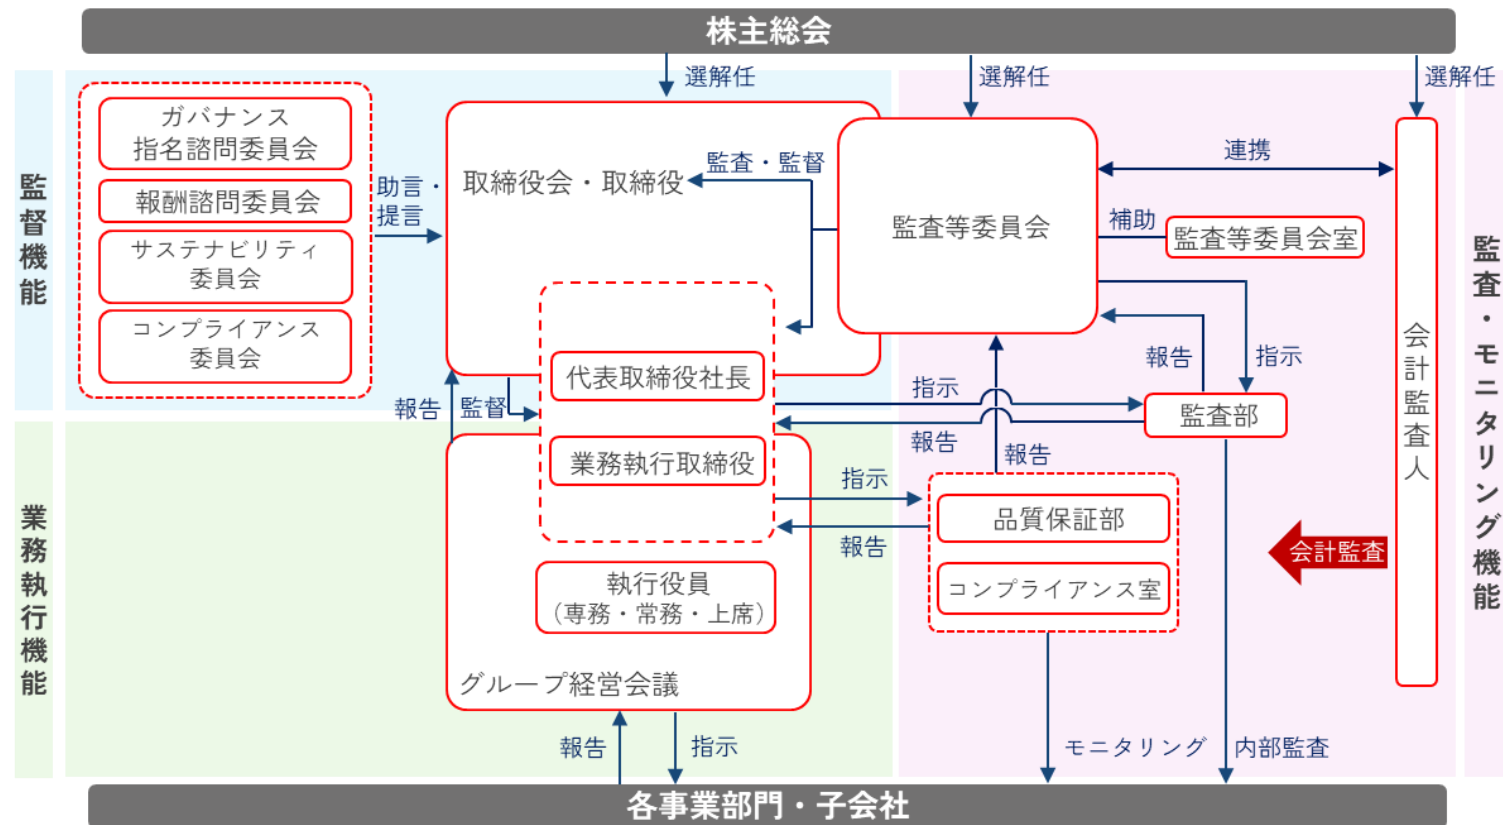 株主総会
選解任
選解任
選解任
監督機能
ガバナンス
指名諮問委員会
報酬諮問委員会
サステナビリティ
委員会
コンプライアンス
委員会
助言・
提言
取締役会・取締役
監査・監督
監査等委員会
連携
補助
監査等委員会室
報告
指示
会計監査人
監査・モニタリング機能
代表取締役社長
報告
監督
指示
報告
監査部
報告
業務執行機能
業務執行取締役
指示
報告
品質保証部
コンプライアンス室
会計監査
執行役員
（専務・常務・上席）
グループ経営会議
報告
指示
モニタリング
内部監査
各事業部門・子会社